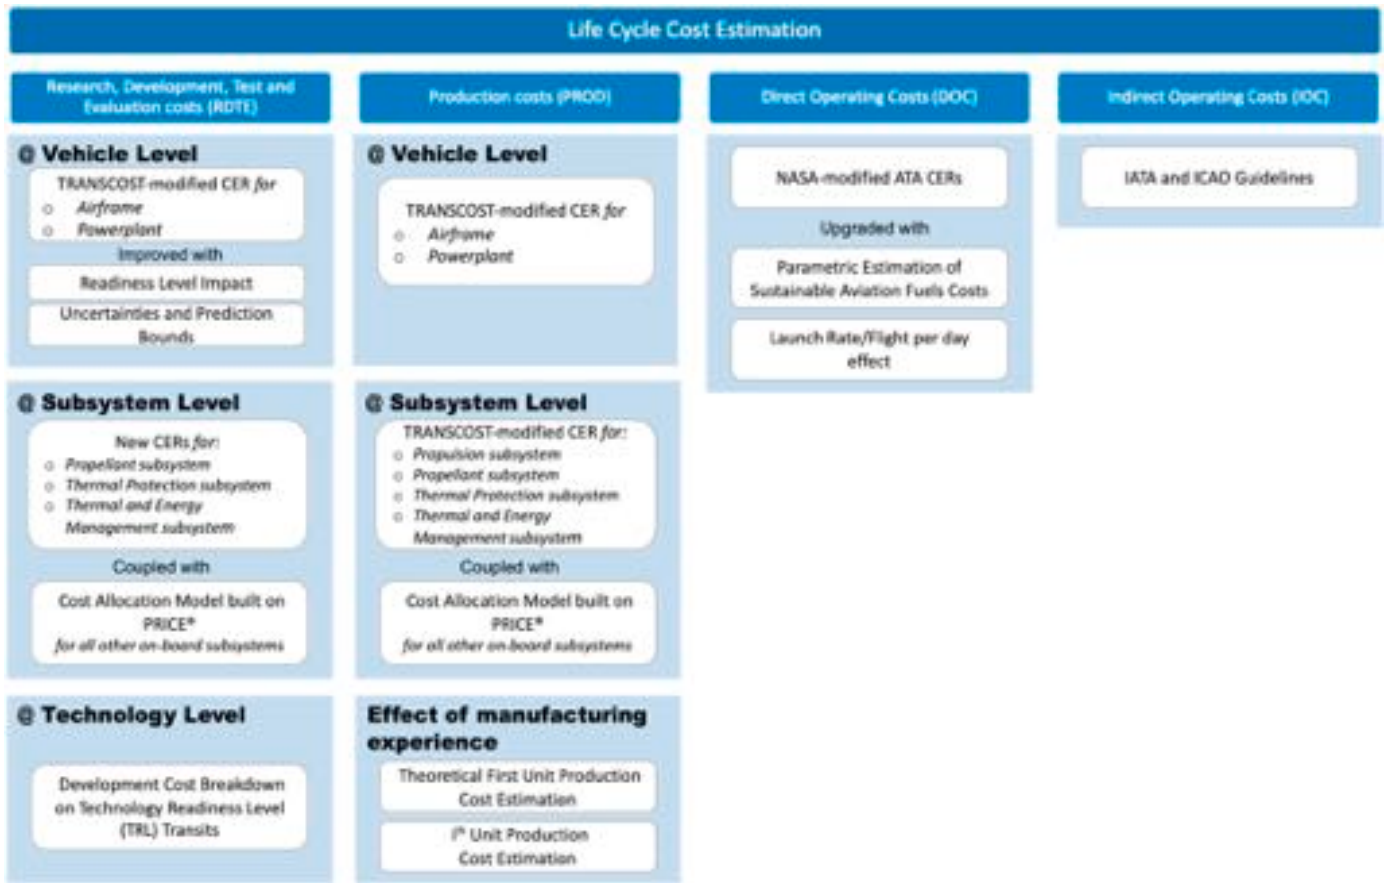 Life Cycle Cost Estimation
Research, Development, Test and
Evaluation costs (RDTE)
@ Vehicle Level
TRANSCOST-modified CER for
o Airframe
o Powerplant
Improved with
Readiness Level Impact
Uncertainties and Prediction
Bounds
@ Subsystem Level
New CERs for:
o Propellant subsystem
o Thermal Protection subsystem
o Thermal and Energy
Management subsystem
Coupled with
Cost Allocation Model built on
PRICE®
for all other on-board subsystems
@ Technology Level
Development Cost Breakdown
on Technology Readiness Level
(TRL) Transits
Production costs (PROD)
@ Vehicle Level
TRANSCOST-modified CER for
o Airframe
o Powerplant
@ Subsystem Level
TRANSCOST-modified CER for:
o Propulsion subsystem
o Propellant subsystem
o Thermal Protection subsystem
o Thermal and Energy
Management subsystem
Coupled with
Cost Allocation Model built on
PRICE®
for all other on-board subsystems
Effect of manufacturing
experience
Theoretical First Unit Production
Cost Estimation
Iᵗʰ Unit Production
Cost Estimation
Direct Operating Costs (DOC)
NASA-modified ATA CERs
Upgraded with
Parametric Estimation of
Sustainable Aviation Fuels Costs
Launch Rate/Flight per day
effect
Indirect Operating Costs (IOC)
IATA and ICAO Guidelines